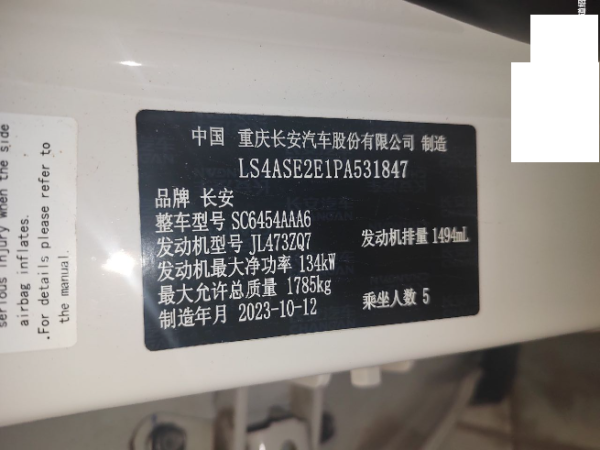 中国 重庆长安汽车股份有限公司 制造
LS4ASE2E1PA531847
品牌 长安
整车型号 SC6454AAA6
发动机型号 JL473ZQ7 发动机排量 1494mL
发动机最大净功率 134kW
最大允许总质量 1785kg
制造年月 2023-10-12 乘坐人数 5
serious injury when the side
airbag inflates.
.For details please refer to
the manual.